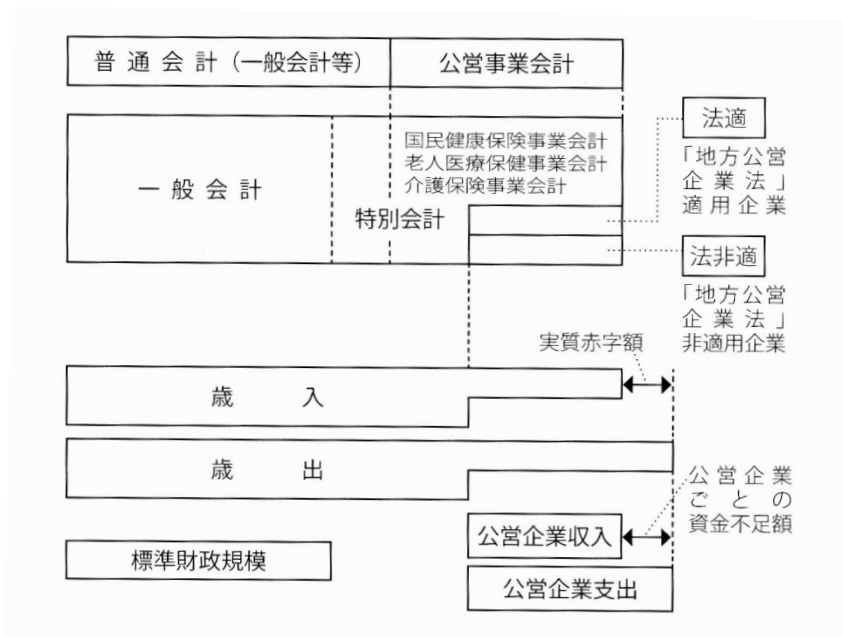 普通会計（一般会計等）
公営事業会計
一般会計
特別会計
国民健康保険事業会計
老人医療保健事業会計
介護保険事業会計
法適
「地方公営
企業法」
適用企業
法非適
「地方公営
企業法」
非適用企業
実質赤字額
歳入
歳出
公営企業
ごとの
資金不足額
公営企業収入
標準財政規模
公営企業支出